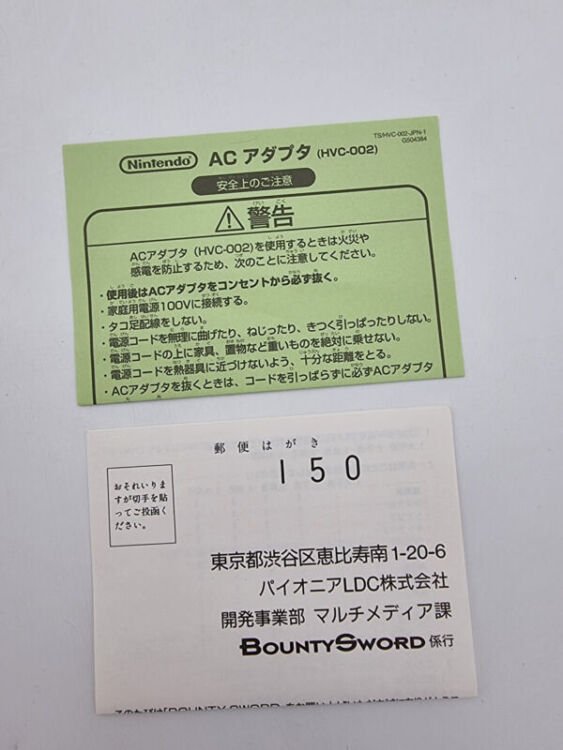 TS/HVC-002-JPN-1
G504384
Nintendo ACアダプタ (HVC-002)
安全上のご注意
⚠警告
ACアダプタ (HVC-002) を使用するときは火災や
感電を防止するため、次のことに注意してください。
・使用後はACアダプタをコンセントから必ず抜く。
・家庭用電源100Vに接続する。
・タコ足配線をしない。
・電源コードを無理に曲げたり、ねじったり、きつく引っぱったりしない。
・電源コードの上に家具、置物など重いものを絶対に乗せない。
・電源コードを熱器具に近づけないよう、十分な距離をとる。
・ACアダプタを抜くときは、コードを引っぱらずに必ずACアダプタ
郵便はがき
150
おそれいりま
すが切手を貼
ってご投函く
ださい。
東京都渋谷区恵比寿南1-20-6
パイオニアLDC株式会社
開発事業部 マルチメディア課
BOUNTY SWORD 係行
このたびは「BOUNTY SWORD」をお買い